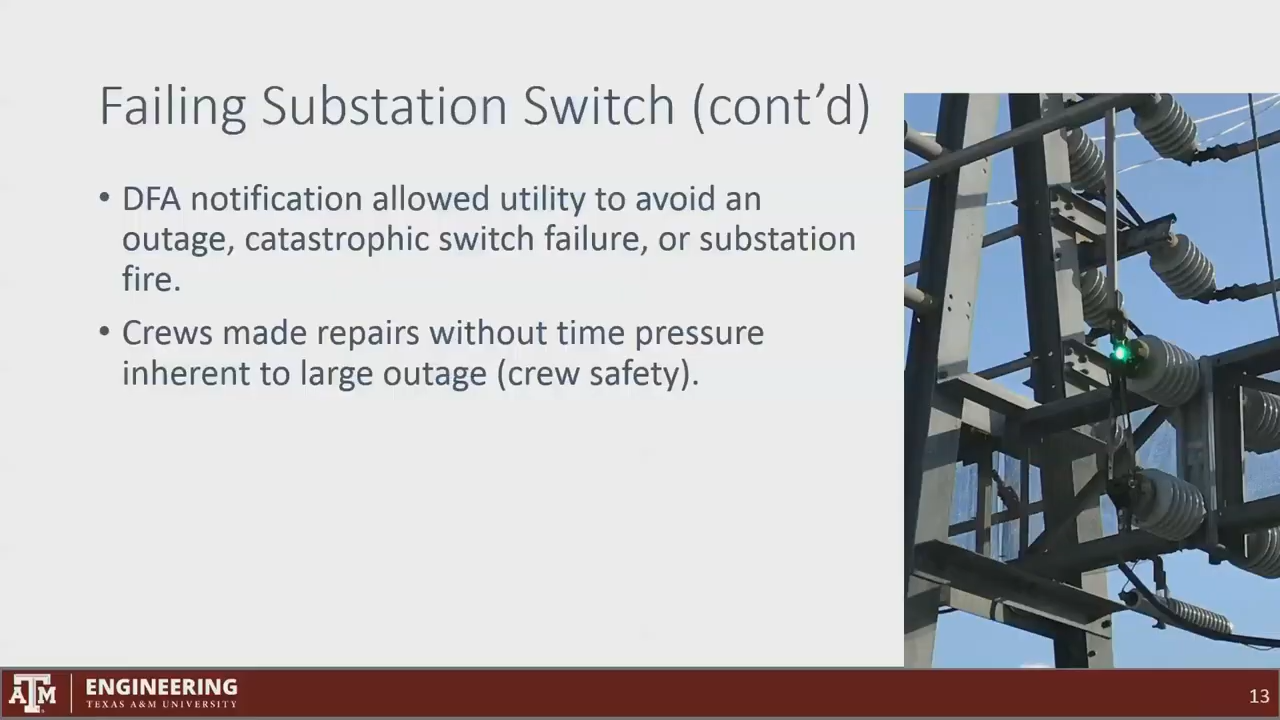 Failing Substation Switch (cont’d)
• DFA notification allowed utility to avoid an
outage, catastrophic switch failure, or substation
fire.
• Crews made repairs without time pressure
inherent to large outage (crew safety).
ATM
ENGINEERING
TEXAS A&M UNIVERSITY
13